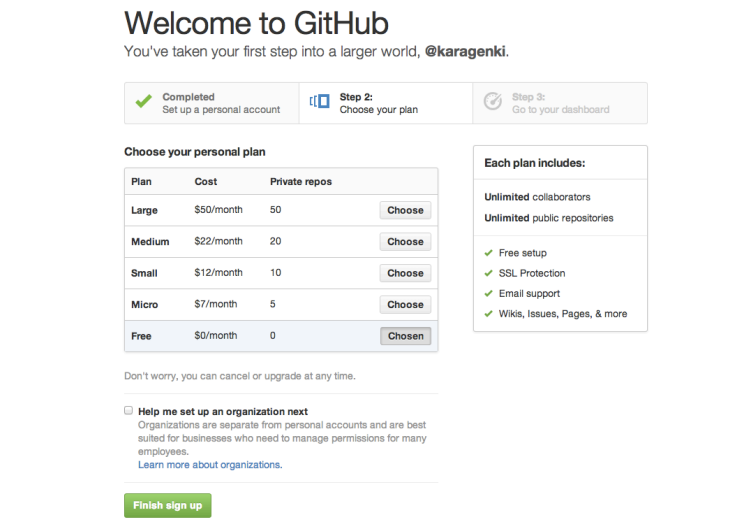 Welcome to GitHub
You've taken your first step into a larger world, @karagenki.
Completed
Set up a personal account
Step 2:
Choose your plan
Step 3:
Go to your dashboard
Choose your personal plan
Plan Cost Private repos
Large $50/month 50 Choose
Medium $22/month 20 Choose
Small $12/month 10 Choose
Micro $7/month 5 Choose
Free $0/month 0 Chosen
Don't worry, you can cancel or upgrade at any time.
Help me set up an organization next
Organizations are separate from personal accounts and are best
suited for businesses who need to manage permissions for many
employees.
Learn more about organizations.
Finish sign up
Each plan includes:
Unlimited collaborators
Unlimited public repositories
Free setup
SSL Protection
Email support
Wikis, Issues, Pages, & more